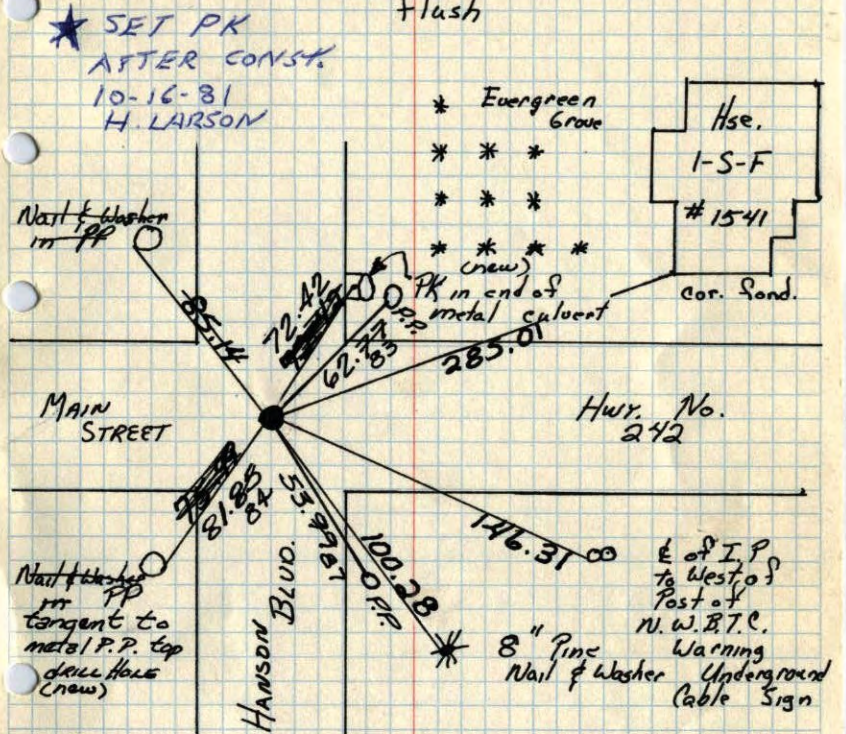 flush
SET PK
AFTER CONST.
10-16-81
H. LARSON
Evergreen
Grove
Hse.
1-S-F
# 1541
cor. fond.
Nail & Washer
in PP
(new)
PK in end of
metal culvert
P.P.
85.14
72.42
62.77
83
285.01
MAIN
STREET
HWY. No.
242
81.85
84
53.99
87
100.28
146.31
HANSON
BLVD.
P.P.
Nail & Washer
in PP
tangent to
metal P.P. top
DRILL HOLE
(new)
8" Pine
Nail & Washer
₵ of I.P
to West of
Post of
N.W.B.T.C.
Warning
Underground
Cable Sign